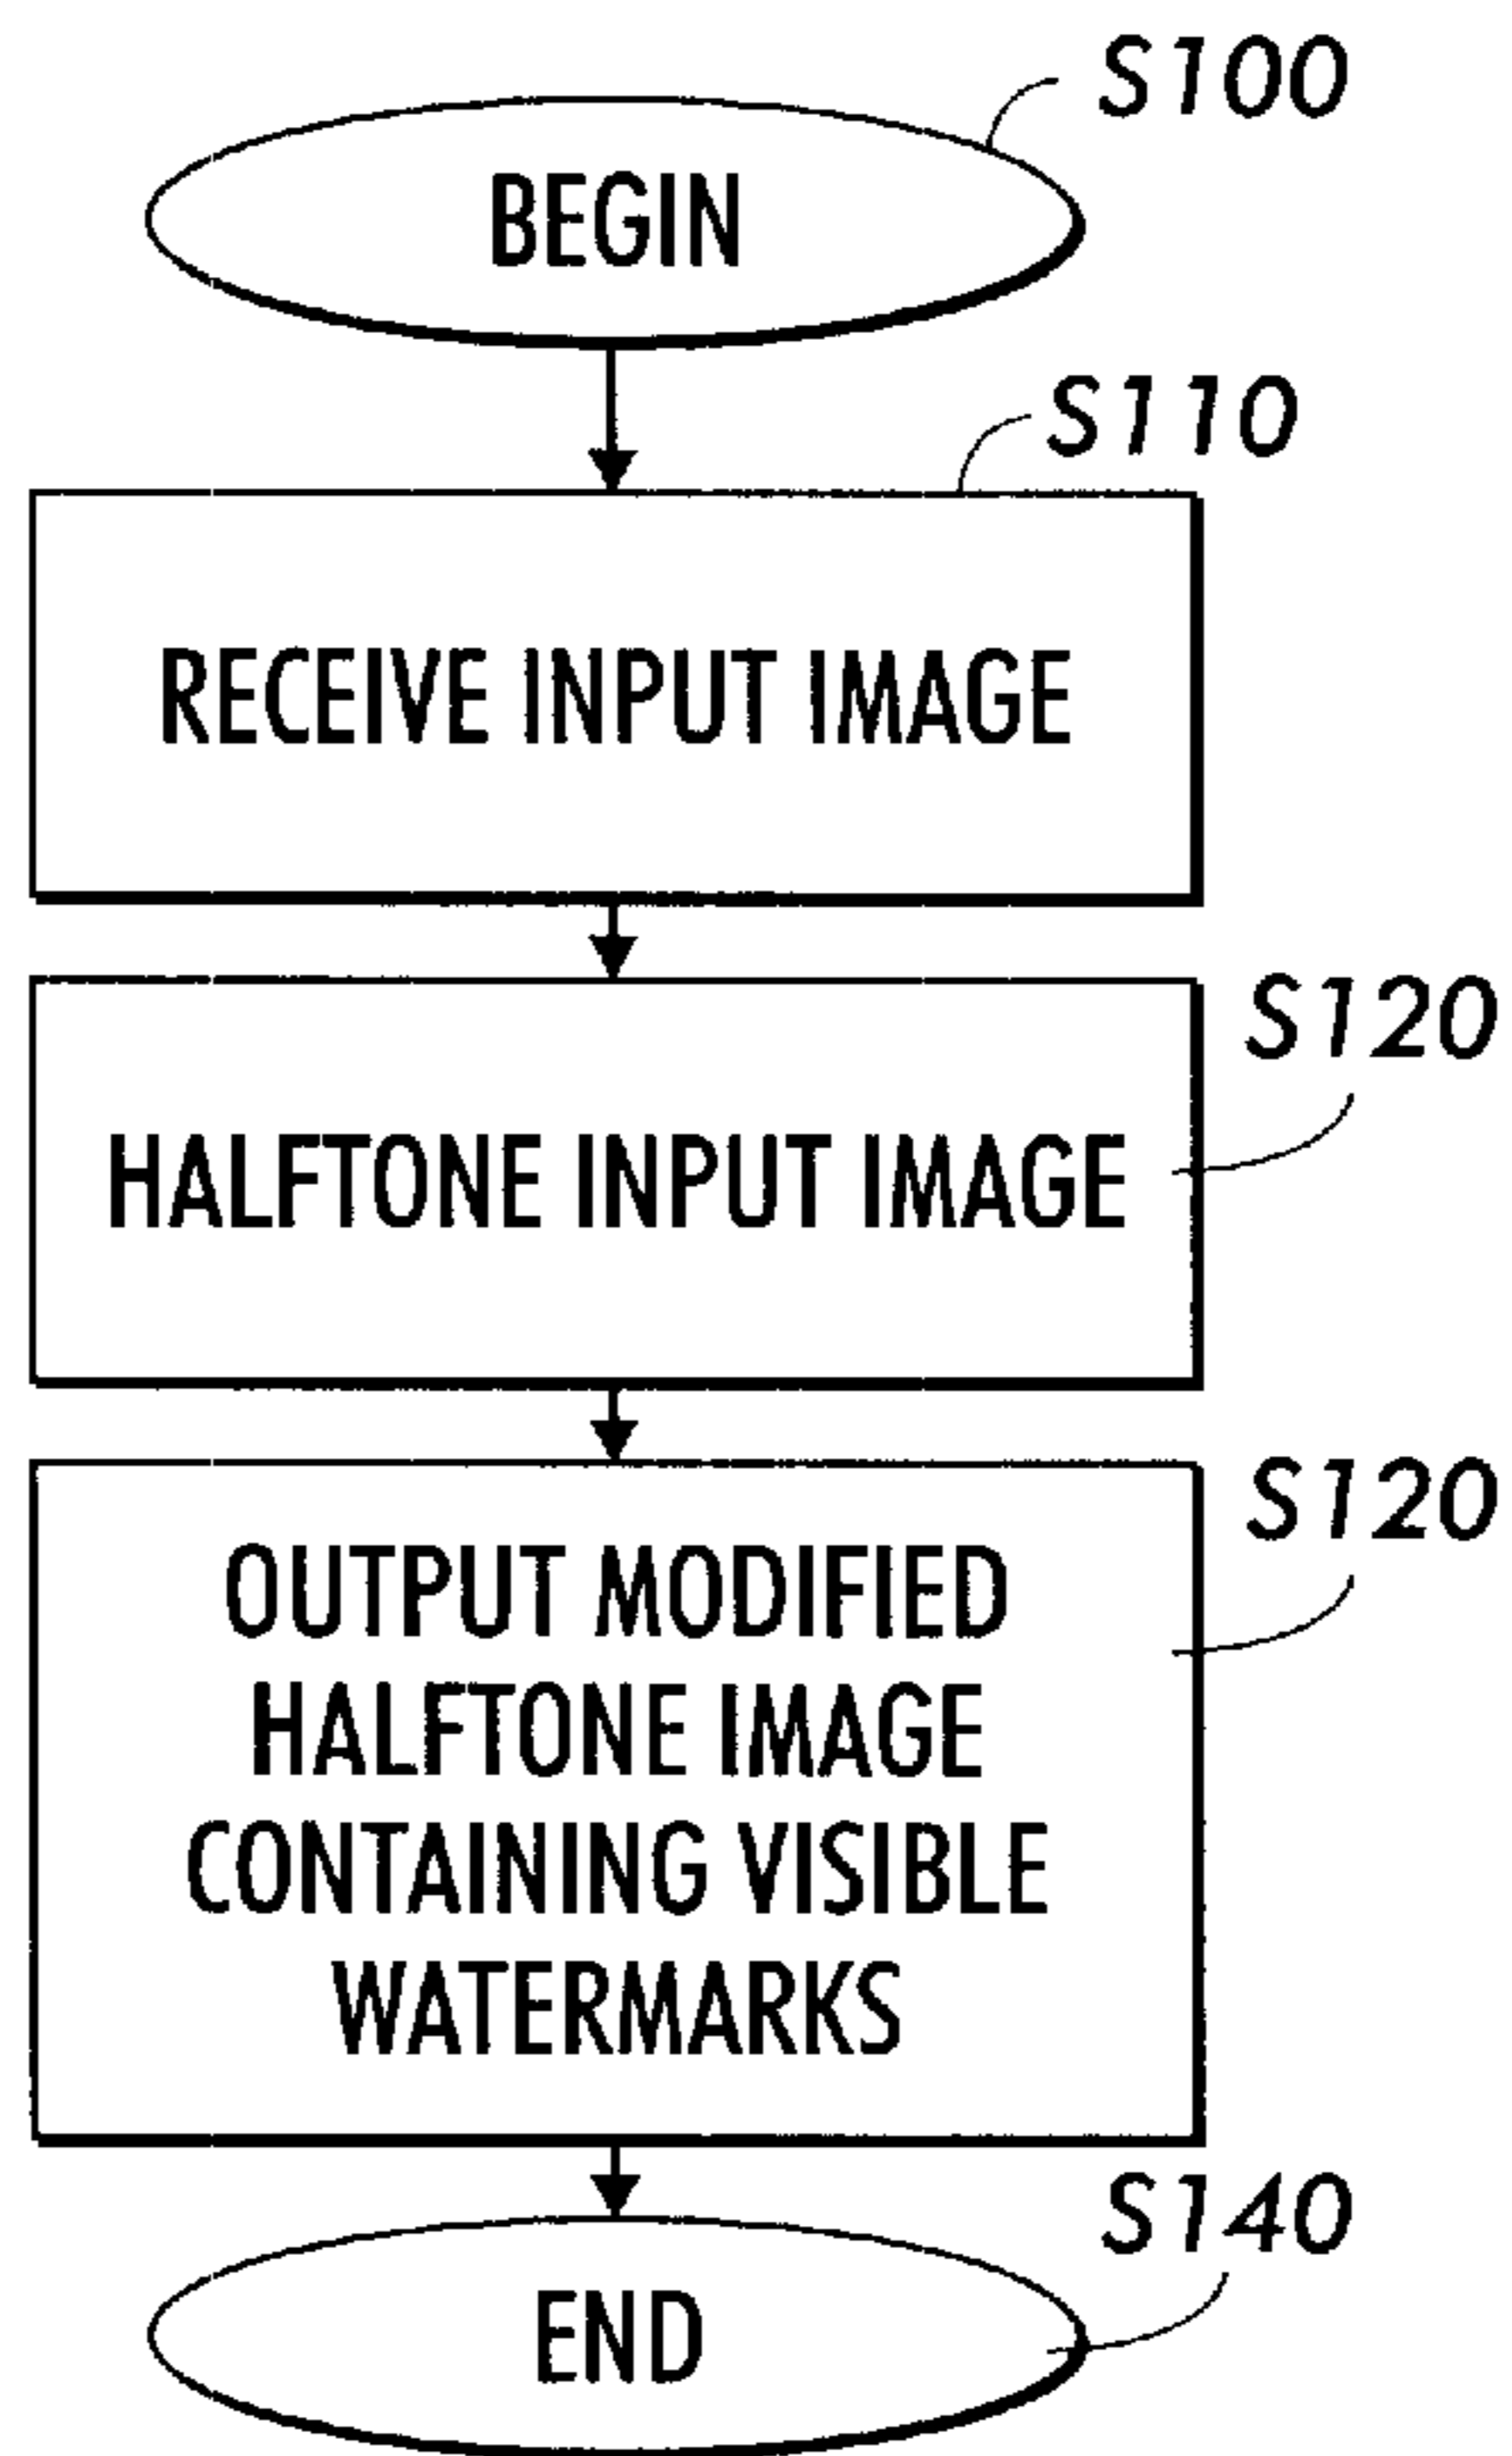 S100
BEGIN
S110
RECEIVE INPUT IMAGE
S120
HALFTONE INPUT IMAGE
S120
OUTPUT MODIFIED
HALFTONE IMAGE
CONTAINING VISIBLE
WATERMARKS
S140
END